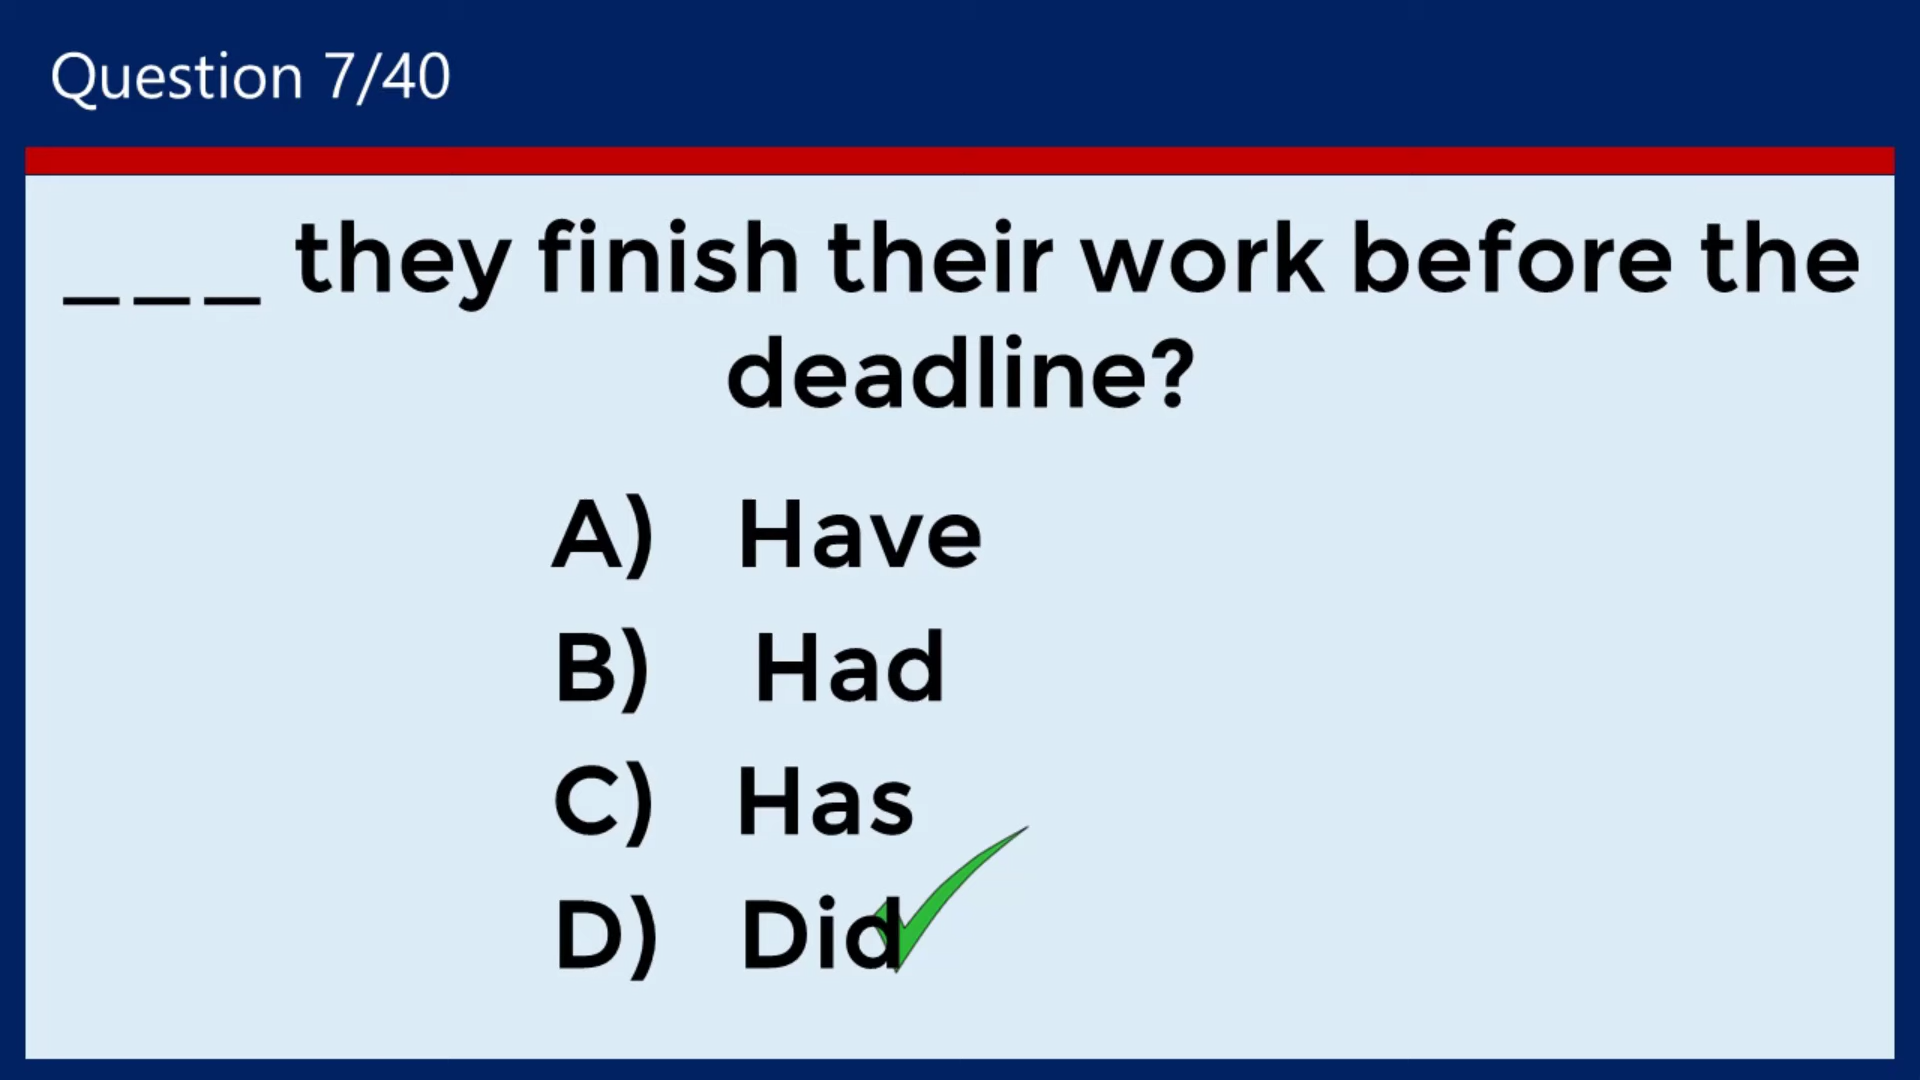 Question 7/40
___ they finish their work before the
deadline?
A) Have
B) Had
C) Has
D) Did